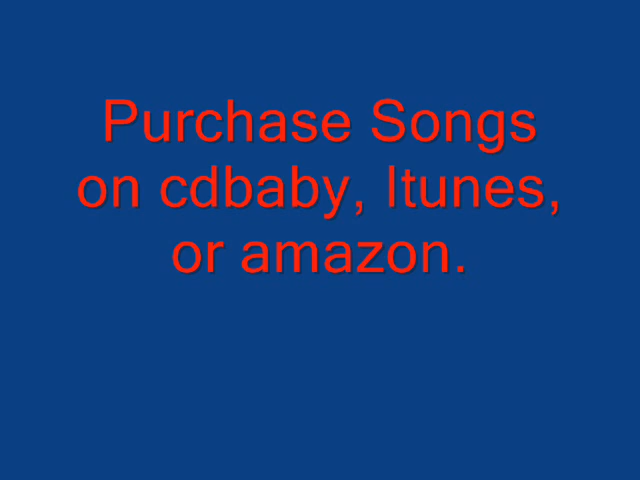 Purchase Songs
on cdbaby, Itunes,
or amazon.